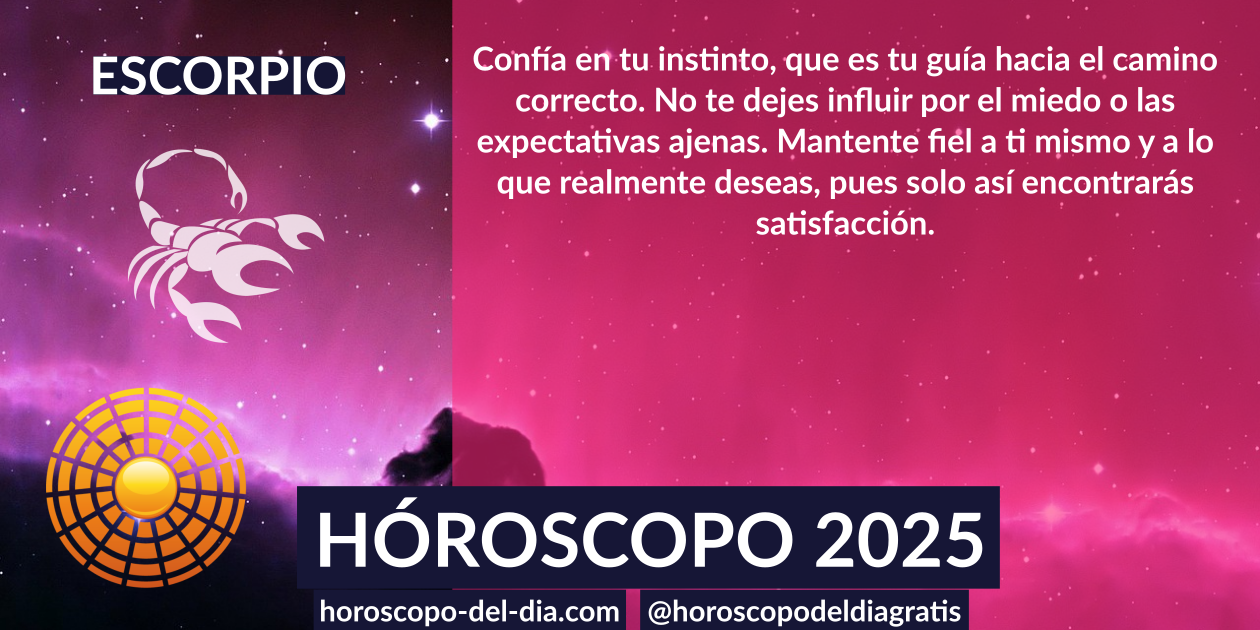 ESCORPIO
Confía en tu instinto, que es tu guía hacia el camino
correcto. No te dejes influir por el miedo o las
expectativas ajenas. Mantente fiel a ti mismo y a lo
que realmente deseas, pues solo así encontrarás
satisfacción.
HÓROSCOPO 2025
horoscopo-del-dia.com
@horoscopodeldiagratis